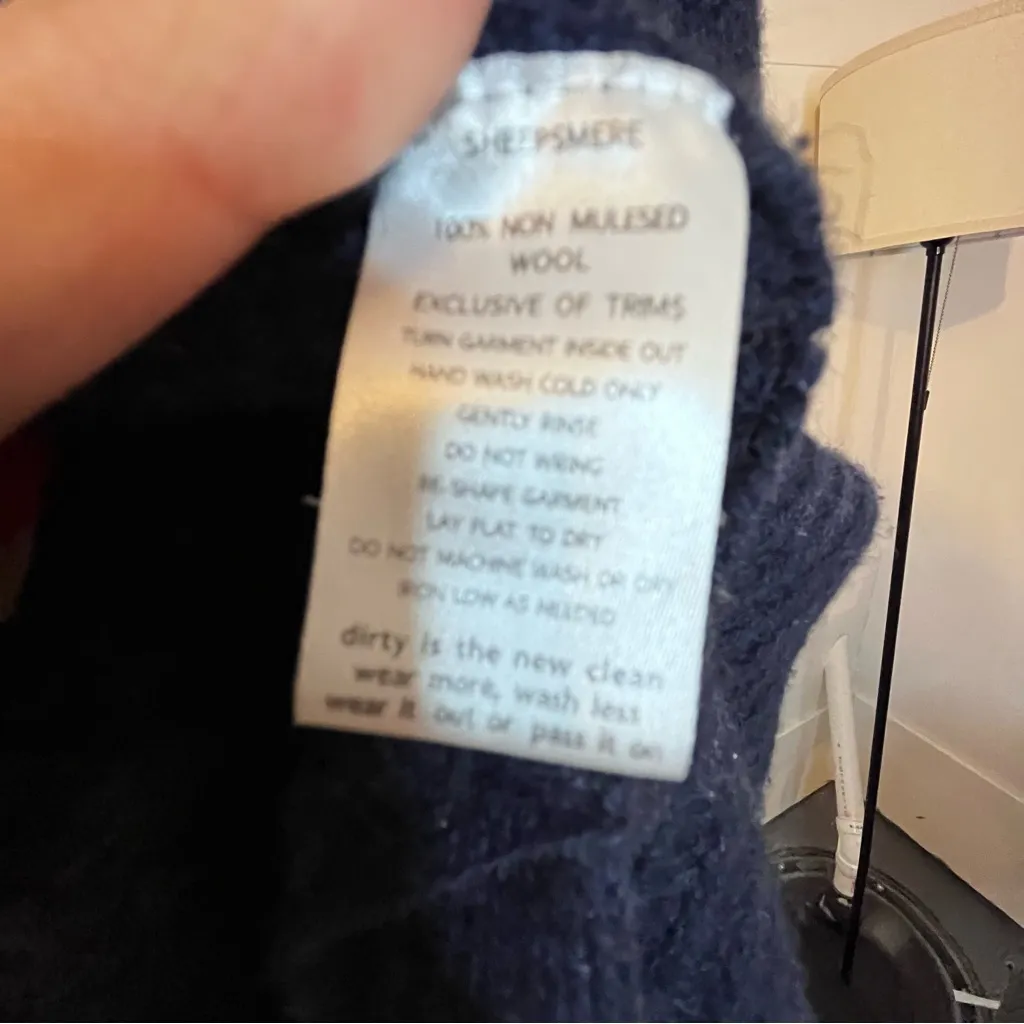 SHEEPSMERE
100% NON MULESED
WOOL
EXCLUSIVE OF TRIMS
TURN GARMENT INSIDE OUT
HAND WASH COLD ONLY
GENTLY RINSE
DO NOT WRING
RE-SHAPE GARMENT
LAY FLAT TO DRY
DO NOT MACHINE WASH OR DRY
IRON LOW AS NEEDED
dirty is the new clean
wear more, wash less
wear it out or pass it on